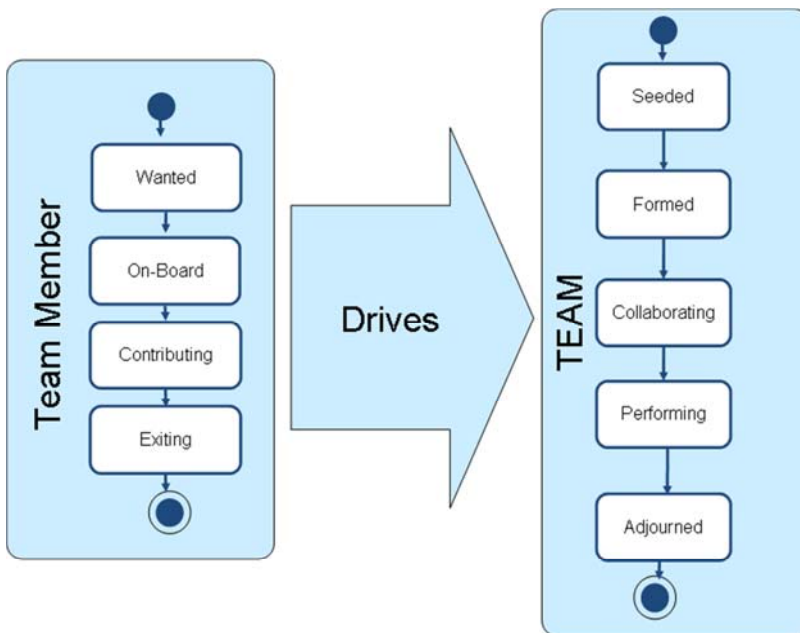 Team Member
Wanted
On-Board
Contributing
Exiting
Drives
TEAM
Seeded
Formed
Collaborating
Performing
Adjourned